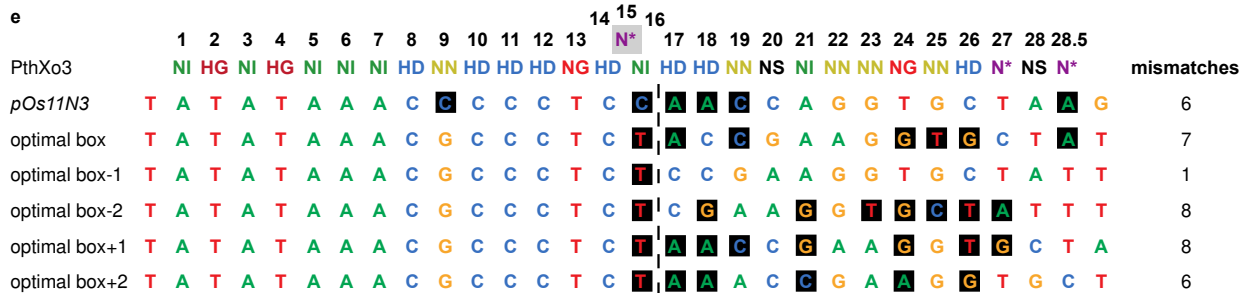 e
14 15 16
1 2 3 4 5 6 7 8 9 10 11 12 13 N* 17 18 19 20 21 22 23 24 25 26 27 28 28.5
PthXo3 NI HG NI HG NI NI NI HD NN HD HD HD NG HD NI HD HD NN NS NI NN NN NG NN HD N* NS N* mismatches
pOs11N3 T A T A T A A A C C C C C T C C A A C C A G G T G C T A A G 6
optimal box T A T A T A A A C G C C C T C T A C C G A A G G T G C T A T 7
optimal box-1 T A T A T A A A C G C C C T C T C C G A A G G T G C T A T T 1
optimal box-2 T A T A T A A A C G C C C T C T C G A A G G T G C T A T T T 8
optimal box+1 T A T A T A A A C G C C C T C T A A C C G A A G G T G C T A 8
optimal box+2 T A T A T A A A C G C C C T C T A A A C C G A A G G T G C T 6